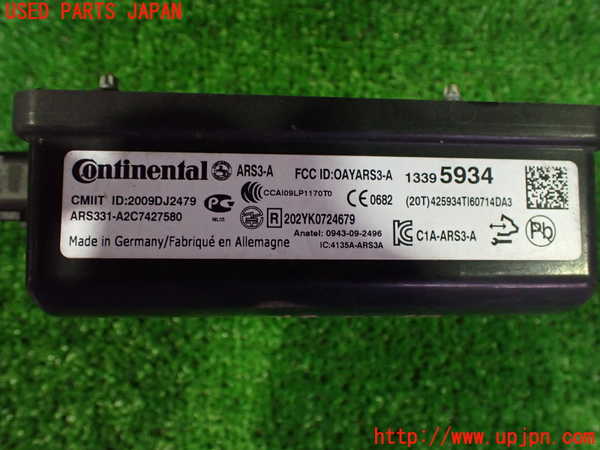 USED PARTS JAPAN
Continental ARS3-A FCC ID:OAYARS3-A 1339 5934
CMIIT ID:2009DJ2479 CCAI09LP1170T0 CE 0682 (20T)425934TI60714DA3
ARS331-A2C7427580 R 202YK0724679
Anatel: 0943-09-2496 C1A-ARS3-A Pb
Made in Germany/Fabriqué en Allemagne IC:4135A-ARS3A
http://www.upjpn.com/